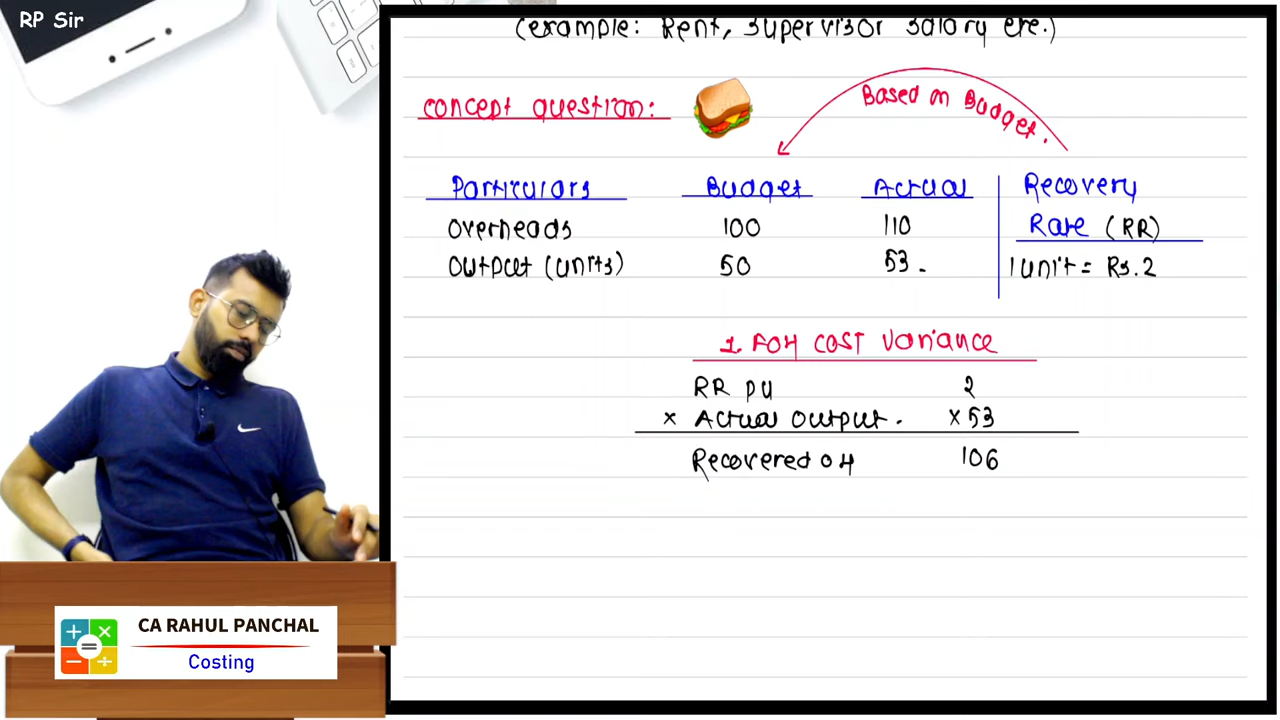 RP Sir
(example: Rent, Supervisor Salary etc.)
Concept question:
Based on Budget.
Particulars Budget Actual Recovery
Rate (RR)
Overheads 100 110
Output (units) 50 53. 1 unit = Rs. 2
1. FOH Cost Variance
RR pu 2
× Actual Output. × 53
Recovered OH 106
CA RAHUL PANCHAL
Costing